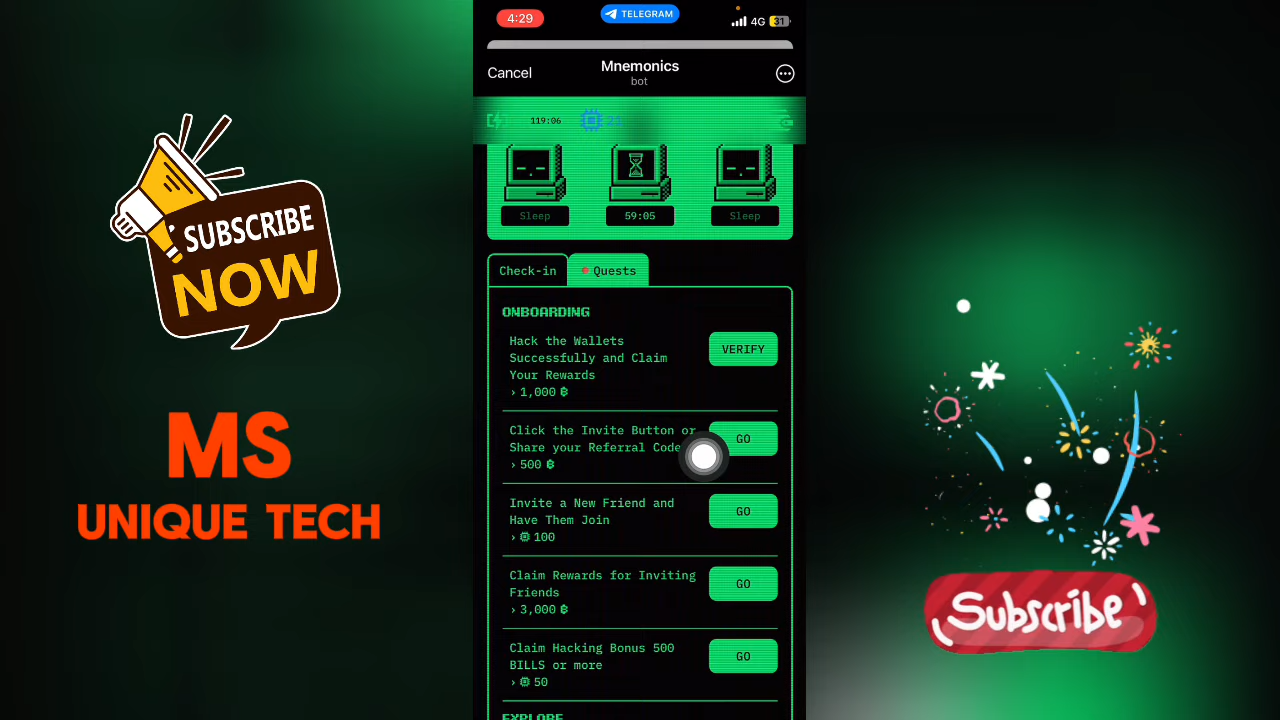 SUBSCRIBE
NOW
MS
UNIQUE TECH
4:29
TELEGRAM
4G
31
Cancel
Mnemonics
bot
119:06
Sleep
59:05
Sleep
Check-in
Quests
ONBOARDING
Hack the Wallets
Successfully and Claim
Your Rewards
› 1,000 ฿
VERIFY
Click the Invite Button or
Share your Referral Code
› 500 ฿
GO
Invite a New Friend and
Have Them Join
› 100
GO
Claim Rewards for Inviting
Friends
› 3,000 ฿
GO
Claim Hacking Bonus 500
BILLS or more
› 50
GO
EXPLORE
Subscribe